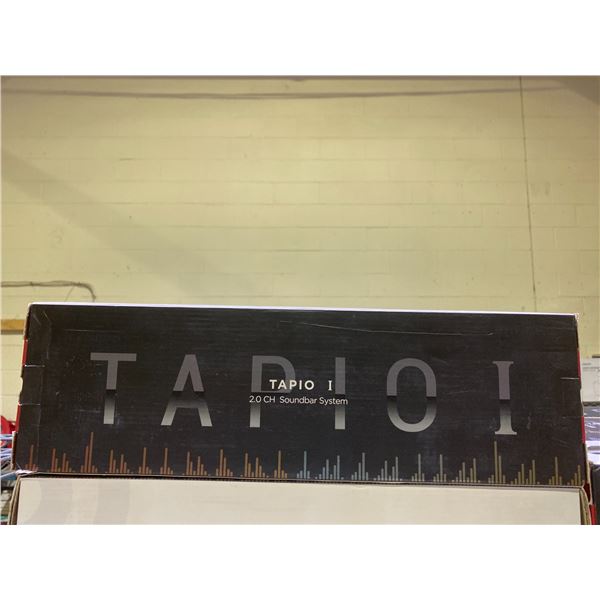 TAPIO I
TAPIO I
2.0 CH Soundbar System